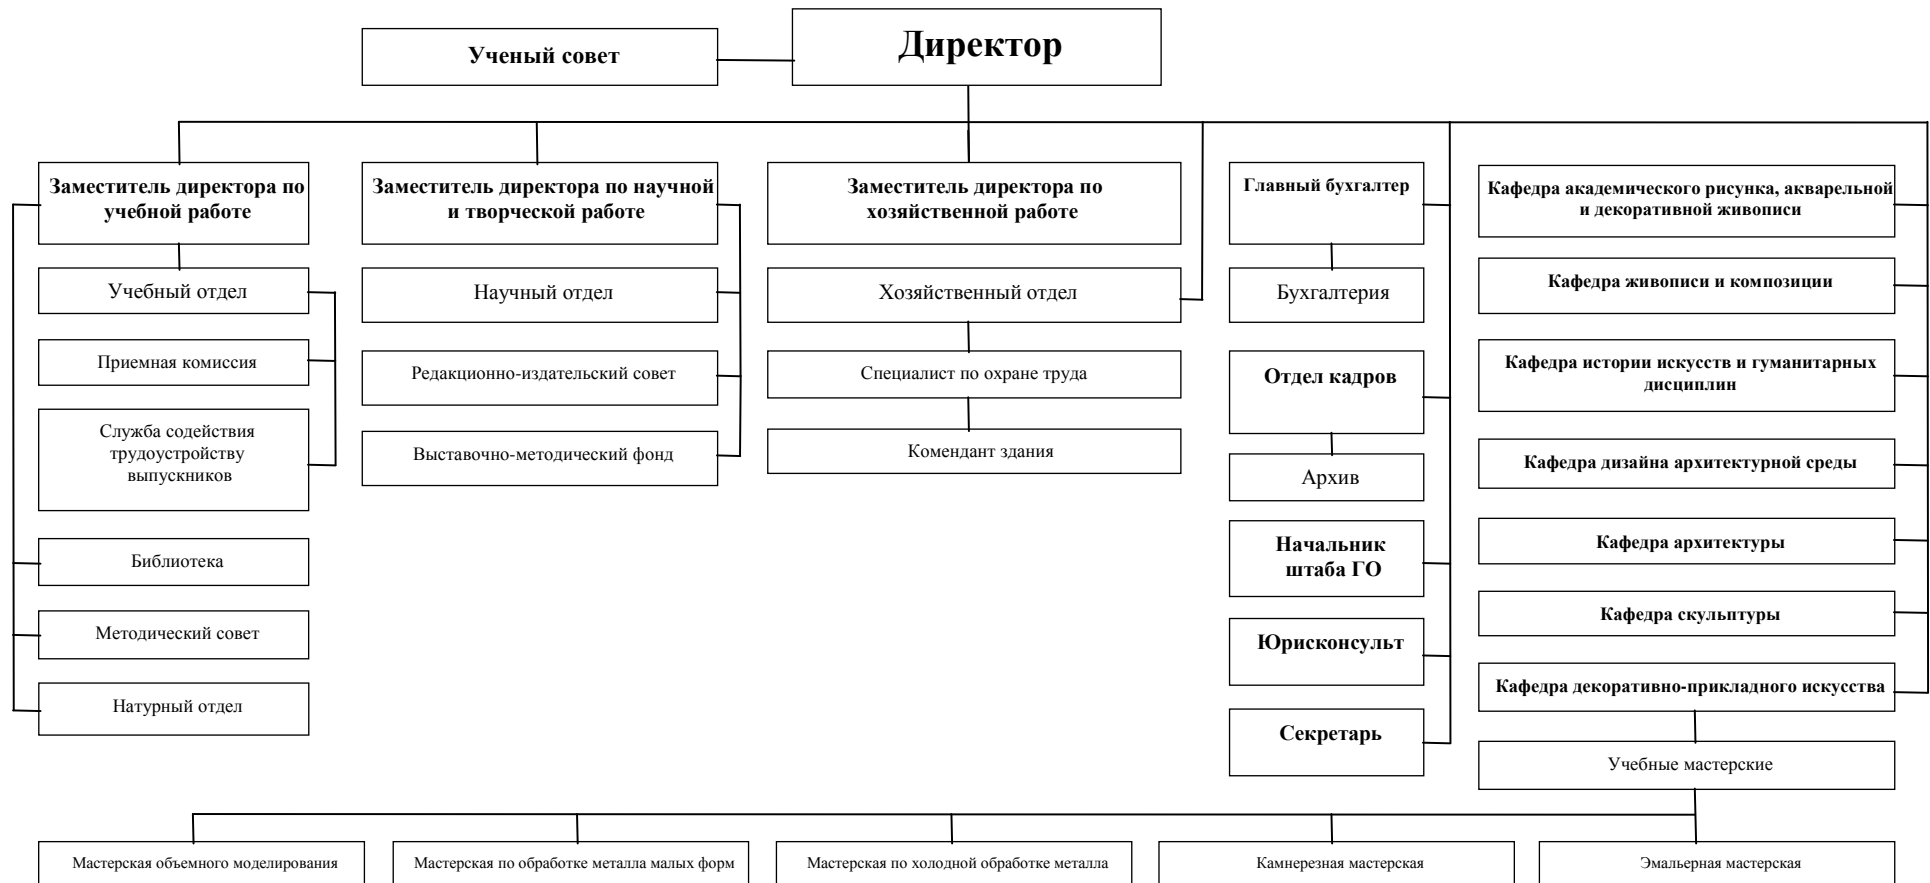 Ученый совет
Директор
Заместитель директора по
учебной работе
Заместитель директора по научной
и творческой работе
Заместитель директора по
хозяйственной работе
Главный бухгалтер
Кафедра академического рисунка, акварельной
и декоративной живописи
Учебный отдел
Научный отдел
Хозяйственный отдел
Бухгалтерия
Кафедра живописи и композиции
Приемная комиссия
Редакционно-издательский совет
Специалист по охране труда
Отдел кадров
Кафедра истории искусств и гуманитарных
дисциплин
Служба содействия
трудоустройству
выпускников
Выставочно-методический фонд
Комендант здания
Архив
Кафедра дизайна архитектурной среды
Библиотека
Начальник
штаба ГО
Кафедра архитектуры
Методический совет
Юрисконсульт
Кафедра скульптуры
Натурный отдел
Секретарь
Кафедра декоративно-прикладного искусства
Учебные мастерские
Мастерская объемного моделирования
Мастерская по обработке металла малых форм
Мастерская по холодной обработке металла
Камнерезная мастерская
Эмальерная мастерская